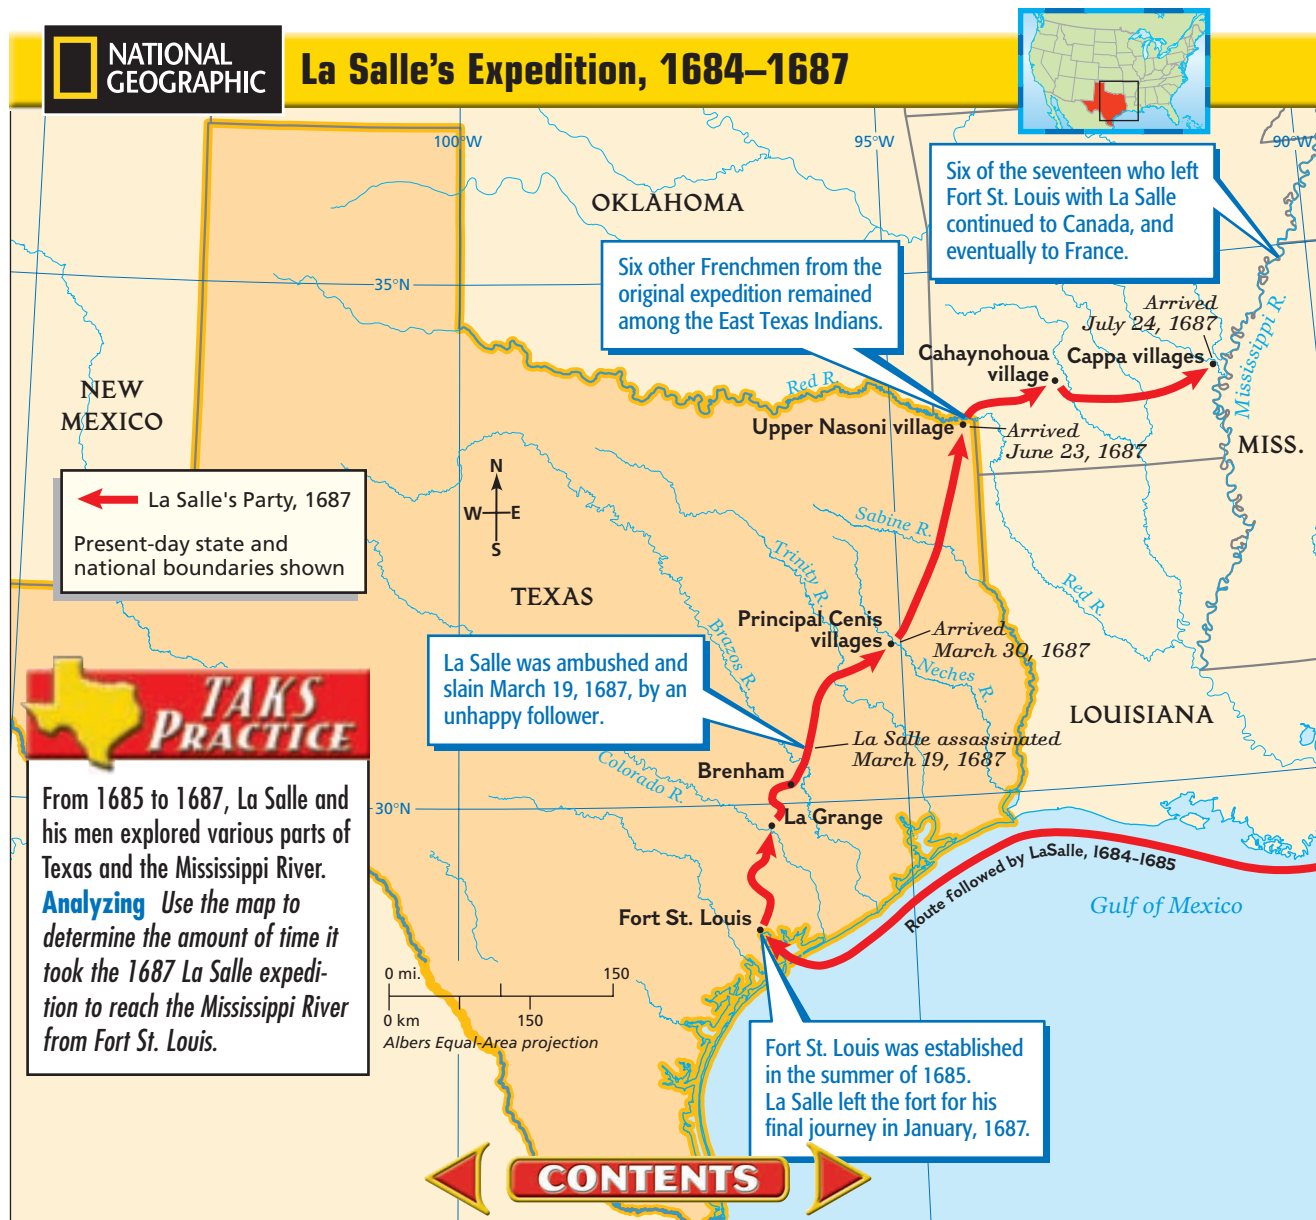 NATIONAL
GEOGRAPHIC
La Salle's Expedition, 1684–1687
100°W
95°W
90°W
Six of the seventeen who left
Fort St. Louis with La Salle
continued to Canada, and
eventually to France.
OKLAHOMA
Six other Frenchmen from the
original expedition remained
among the East Texas Indians.
35°N
Arrived
July 24, 1687
Mississippi R.
Cahaynohoua
village
Cappa villages
NEW
MEXICO
Red R.
Upper Nasoni village
Arrived
June 23, 1687
MISS.
La Salle's Party, 1687
Present-day state and
national boundaries shown
N
W
E
S
Sabine R.
Trinity R.
TEXAS
Red R.
Principal Cenis
villages
Arrived
March 30, 1687
Brazos R.
Neches R.
La Salle was ambushed and
slain March 19, 1687, by an
unhappy follower.
LOUISIANA
La Salle assassinated
March 19, 1687
Brenham
Colorado R.
30°N
La Grange
TAKS
PRACTICE
From 1685 to 1687, La Salle and
his men explored various parts of
Texas and the Mississippi River.
Analyzing Use the map to
determine the amount of time it
took the 1687 La Salle expedi-
tion to reach the Mississippi River
from Fort St. Louis.
Route followed by LaSalle, 1684-1685
Gulf of Mexico
Fort St. Louis
0 mi.
150
0 km
150
Albers Equal-Area projection
Fort St. Louis was established
in the summer of 1685.
La Salle left the fort for his
final journey in January, 1687.
CONTENTS